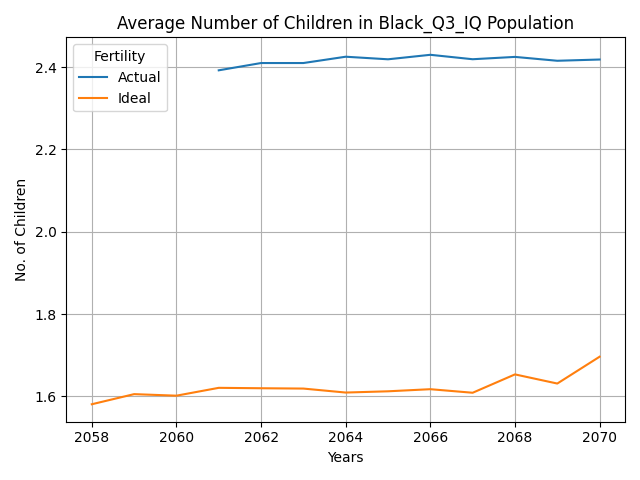 Average Number of Children in Black_Q3_IQ Population
Fertility
Actual
Ideal
No. of Children
2.4
2.2
2.0
1.8
1.6
2058 2060 2062 2064 2066 2068 2070
Years